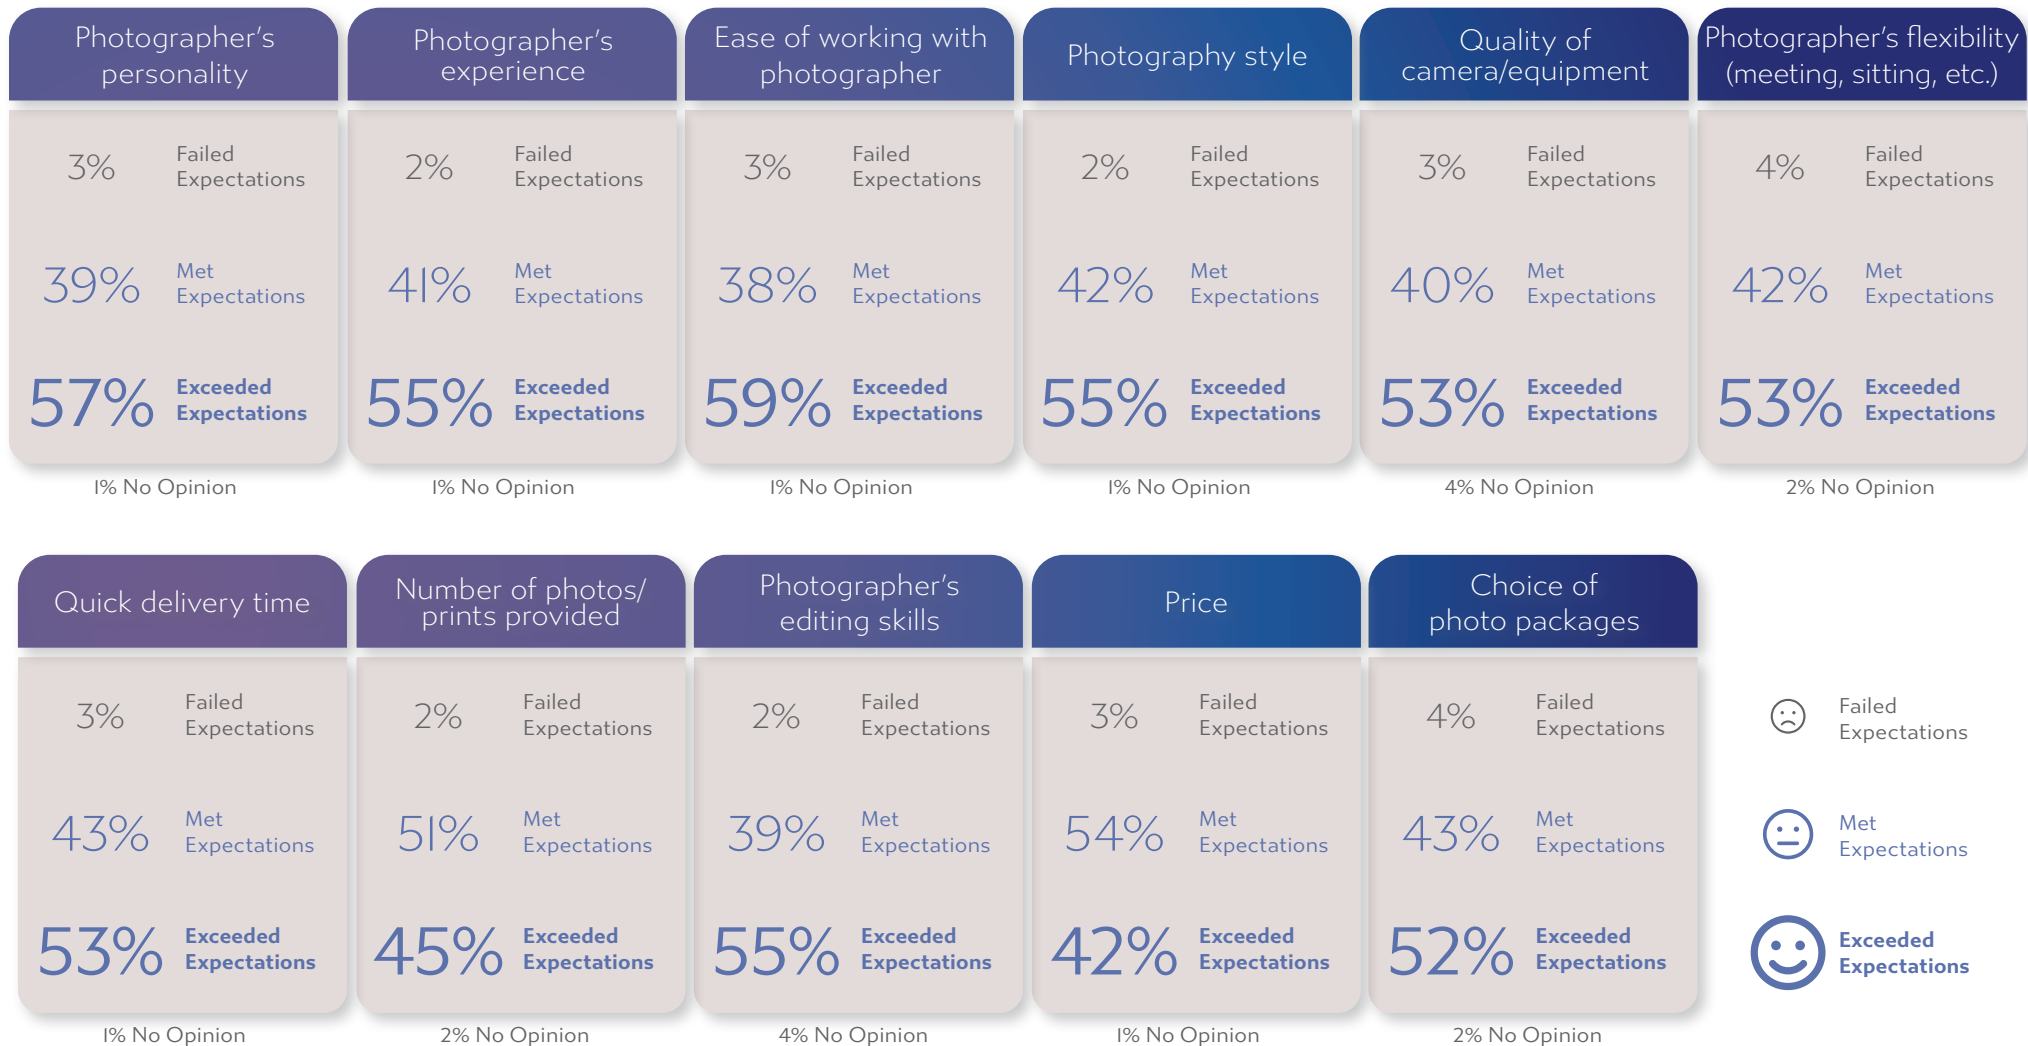 Photographer's
personality
3%
Failed
Expectations
39%
Met
Expectations
57%
Exceeded
Expectations
1% No Opinion
Photographer's
experience
2%
Failed
Expectations
41%
Met
Expectations
55%
Exceeded
Expectations
1% No Opinion
Ease of working with
photographer
3%
Failed
Expectations
38%
Met
Expectations
59%
Exceeded
Expectations
1% No Opinion
Photography style
2%
Failed
Expectations
42%
Met
Expectations
55%
Exceeded
Expectations
1% No Opinion
Quality of
camera/equipment
3%
Failed
Expectations
40%
Met
Expectations
53%
Exceeded
Expectations
4% No Opinion
Photographer's flexibility
(meeting, sitting, etc.)
4%
Failed
Expectations
42%
Met
Expectations
53%
Exceeded
Expectations
2% No Opinion
Quick delivery time
3%
Failed
Expectations
43%
Met
Expectations
53%
Exceeded
Expectations
1% No Opinion
Number of photos/
prints provided
2%
Failed
Expectations
51%
Met
Expectations
45%
Exceeded
Expectations
2% No Opinion
Photographer's
editing skills
2%
Failed
Expectations
39%
Met
Expectations
55%
Exceeded
Expectations
4% No Opinion
Price
3%
Failed
Expectations
54%
Met
Expectations
42%
Exceeded
Expectations
1% No Opinion
Choice of
photo packages
4%
Failed
Expectations
43%
Met
Expectations
52%
Exceeded
Expectations
2% No Opinion
Failed
Expectations
Met
Expectations
Exceeded
Expectations